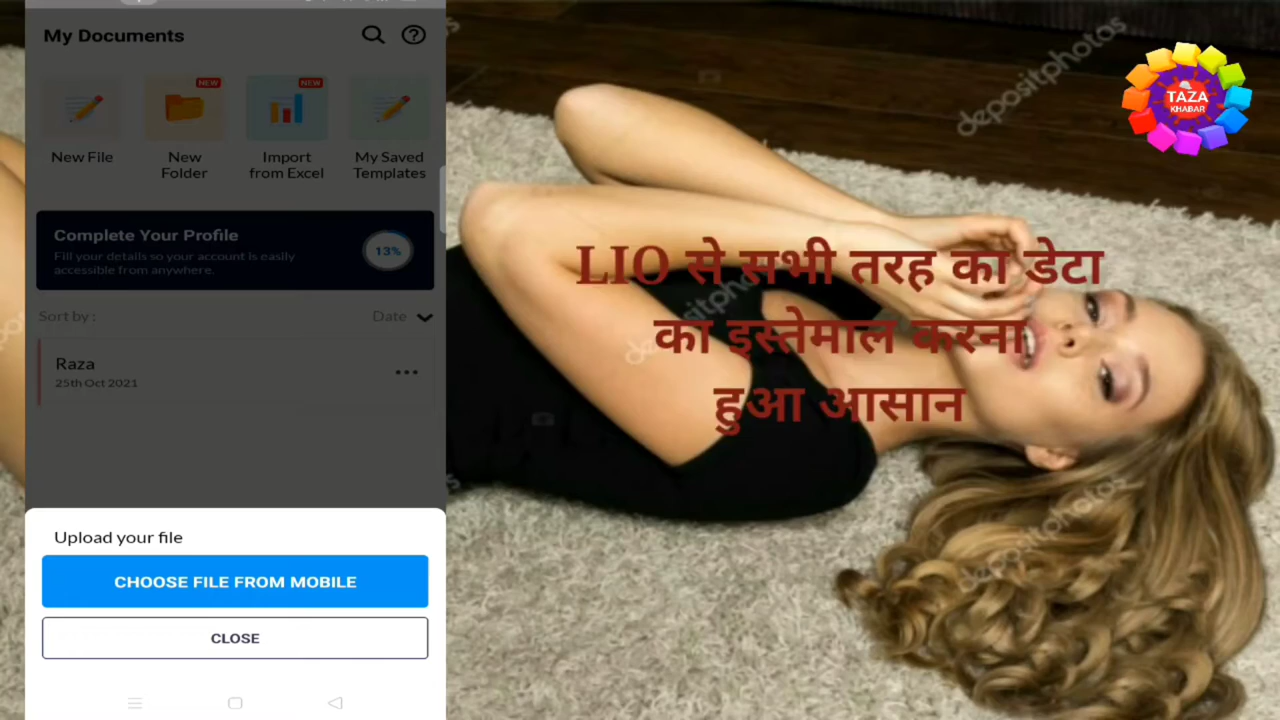 My Documents
NEW
NEW
New File
New
Folder
Import
from Excel
My Saved
Templates
Complete Your Profile
Fill your details so your account is easily
accessible from anywhere.
13%
Sort by :
Date
Raza
25th Oct 2021
Upload your file
CHOOSE FILE FROM MOBILE
CLOSE
LIO से सभी तरह का डेटा
का इस्तेमाल करना
हुआ आसान
TAZA
KHABAR
depositphotos
depositphotos
depositphotos